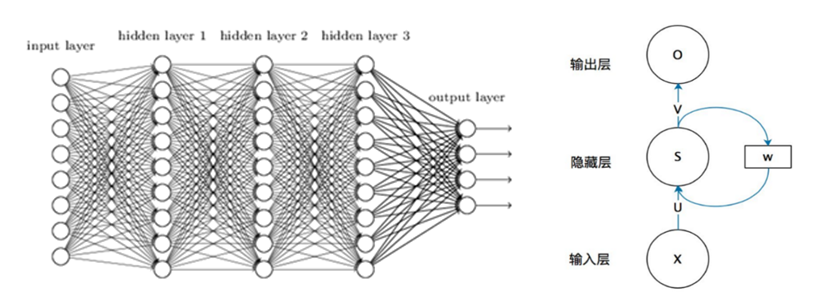 input layer
hidden layer 1
hidden layer 2
hidden layer 3
output layer
输出层
O
V
隐藏层
S
W
U
输入层
X